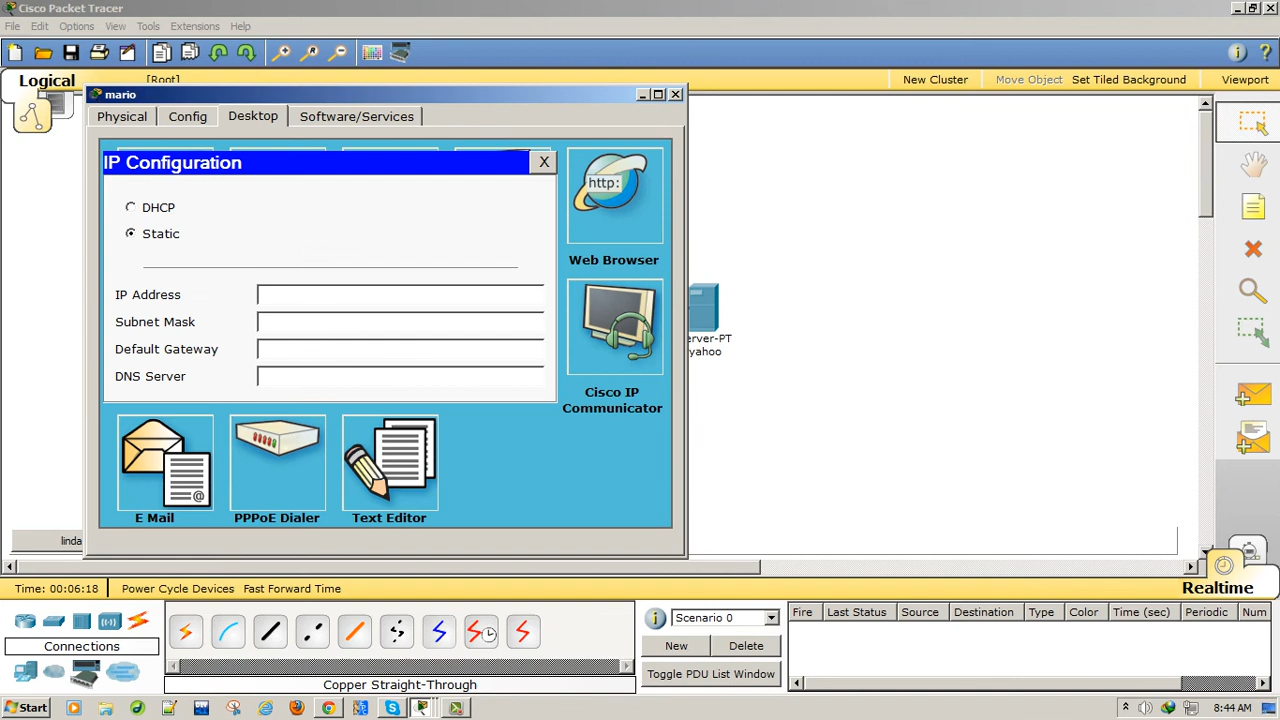 Cisco Packet Tracer
File Edit Options View Tools Extensions Help
Logical
[Root]
New Cluster
Move Object
Set Tiled Background
Viewport
mario
Physical
Config
Desktop
Software/Services
IP Configuration
X
DHCP
Static
IP Address
Subnet Mask
Default Gateway
DNS Server
http:
Web Browser
Cisco IP
Communicator
E Mail
PPPoE Dialer
Text Editor
erver-PT
yahoo
linda
Time: 00:06:18
Power Cycle Devices
Fast Forward Time
Realtime
Connections
Copper Straight-Through
Scenario 0
New
Delete
Toggle PDU List Window
Fire
Last Status
Source
Destination
Type
Color
Time (sec)
Periodic
Num
Start
8:44 AM